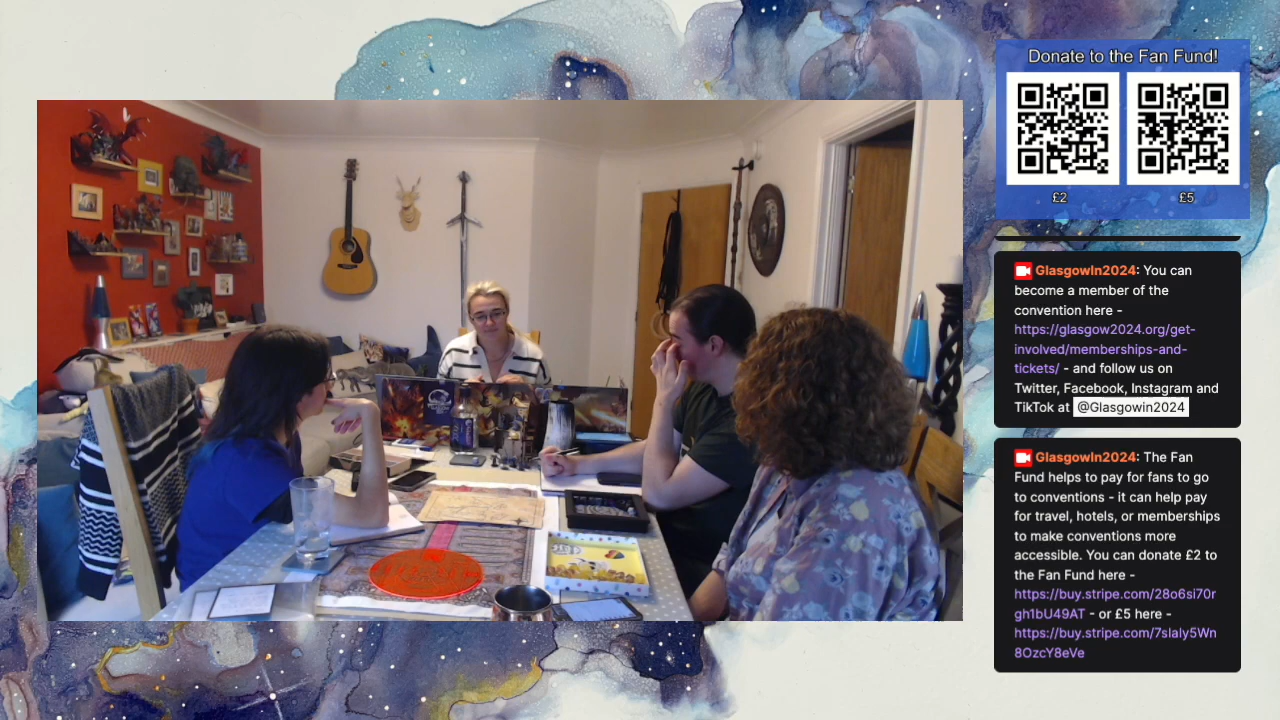 Donate to the Fan Fund!
£2
£5
GlasgowIn2024: You can
become a member of the
convention here -
https://glasgow2024.org/get-
involved/memberships-and-
tickets/ - and follow us on
Twitter, Facebook, Instagram and
TikTok at @Glasgowin2024
GlasgowIn2024: The Fan
Fund helps to pay for fans to go
to conventions - it can help pay
for travel, hotels, or memberships
to make conventions more
accessible. You can donate £2 to
the Fan Fund here -
https://buy.stripe.com/28o6si70r
gh1bU49AT - or £5 here -
https://buy.stripe.com/7slaly5Wn
8OzcY8eVe